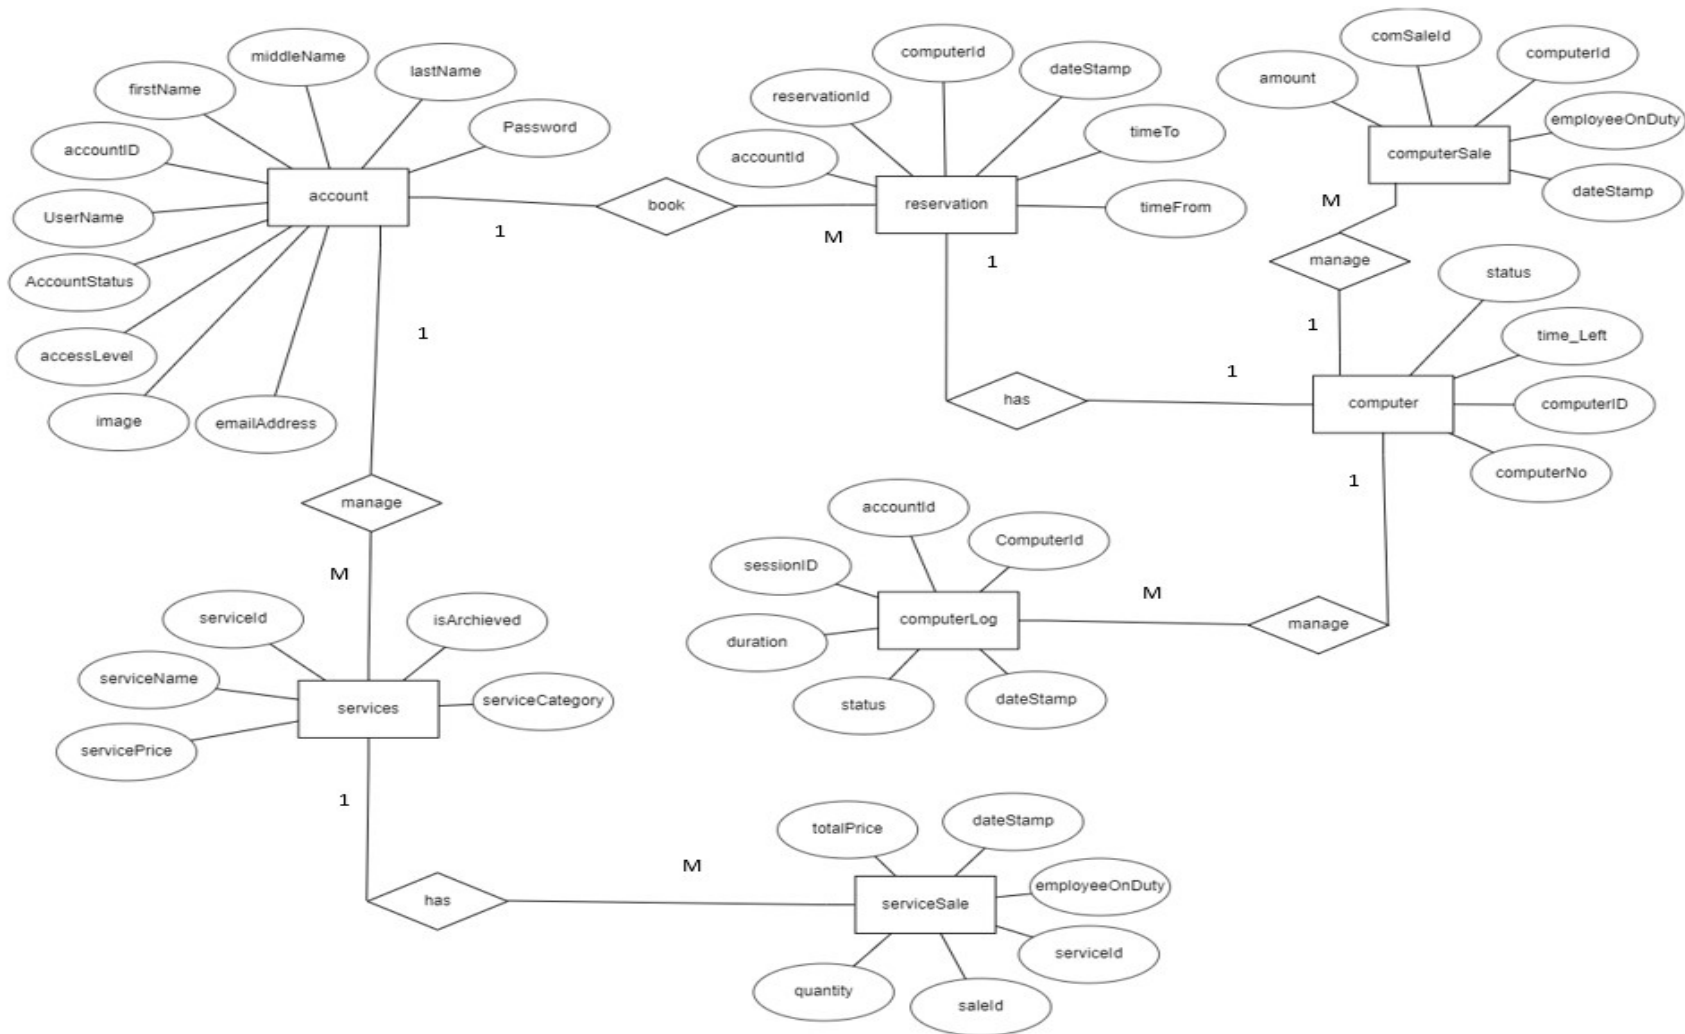 middleName
lastName
firstName
Password
accountID
account
UserName
AccountStatus
accessLevel
image
emailAddress
1
book
M
1
computerId
dateStamp
reservationId
timeTo
accountId
reservation
timeFrom
1
comSaleId
computerId
amount
employeeOnDuty
computerSale
dateStamp
M
manage
1
status
time_Left
computer
computerID
computerNo
has
1
1
manage
M
accountId
ComputerId
sessionID
computerLog
duration
status
dateStamp
M
manage
serviceId
isArchieved
serviceName
services
serviceCategory
servicePrice
1
has
M
totalPrice
dateStamp
employeeOnDuty
serviceSale
serviceId
quantity
saleId